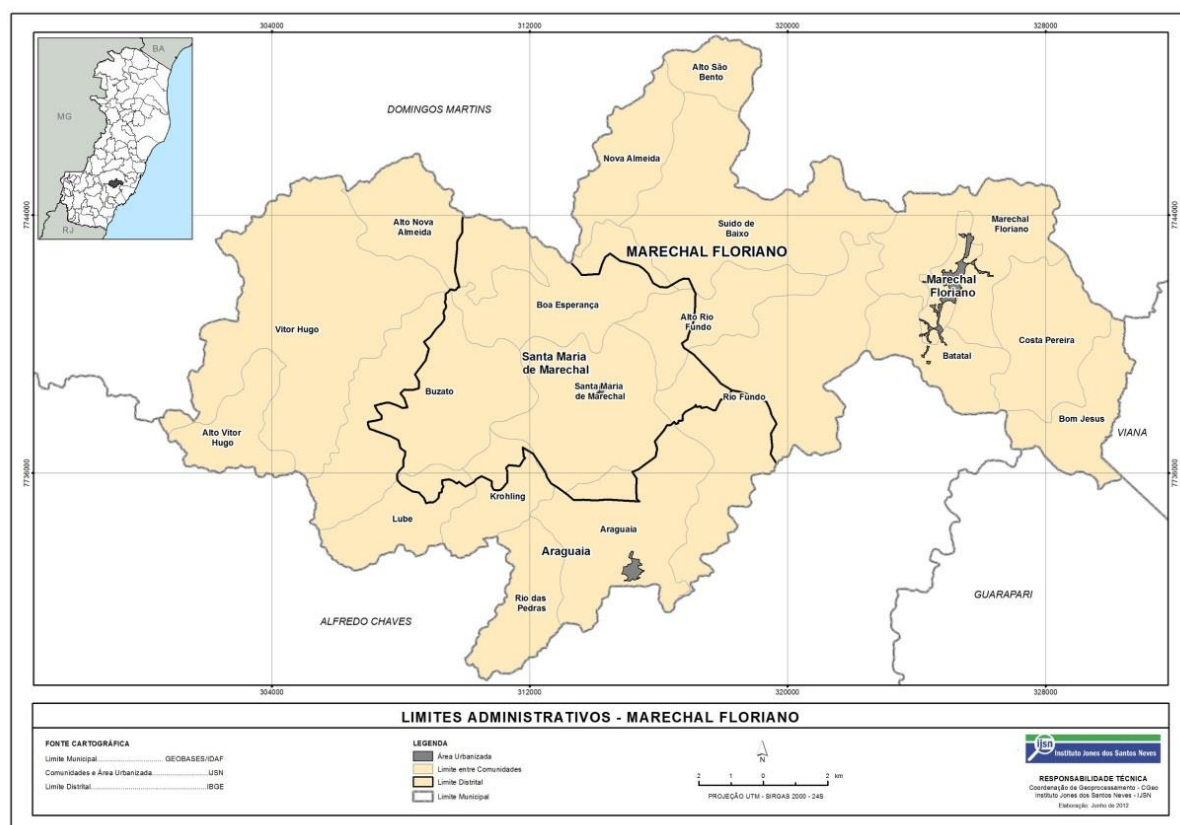 304000
312000
320000
328000
BA
MG
RJ
DOMINGOS MARTINS
Alto São
Bento
Nova Almeida
7744000
7744000
Alto Nova
Almeida
Suido de
Baixo
Marechal
Floriano
MARECHAL FLORIANO
Marechal
Floriano
Boa Esperança
Alto Rio
Fundo
Vitor Hugo
Costa Pereira
Santa Maria
de Marechal
Batatal
Buzato
Santa Maria
de Marechal
Rio Fundo
Bom Jesus
Alto Vitor
Hugo
VIANA
7736000
7736000
Krohling
Lube
Araguaia
Araguaia
GUARAPARI
Rio das
Pedras
ALFREDO CHAVES
304000
312000
320000
328000
LIMITES ADMINISTRATIVOS - MARECHAL FLORIANO
FONTE CARTOGRÁFICA
Limite Municipal............................ GEOBASES/IDAF
Comunidades e Área Urbanizada.......................USN
Limite Distrital............................................IBGE
LEGENDA
Área Urbanizada
Limite entre Comunidades
Limite Distrital
Limite Municipal
N
2 1 0 2 km
PROJEÇÃO UTM - SIRGAS 2000 - 24S
ijsn Instituto Jones dos Santos Neves
RESPONSABILIDADE TÉCNICA
Coordenação de Geoprocessamento - CGeo
Instituto Jones dos Santos Neves - IJSN
Elaboração: Junho de 2012